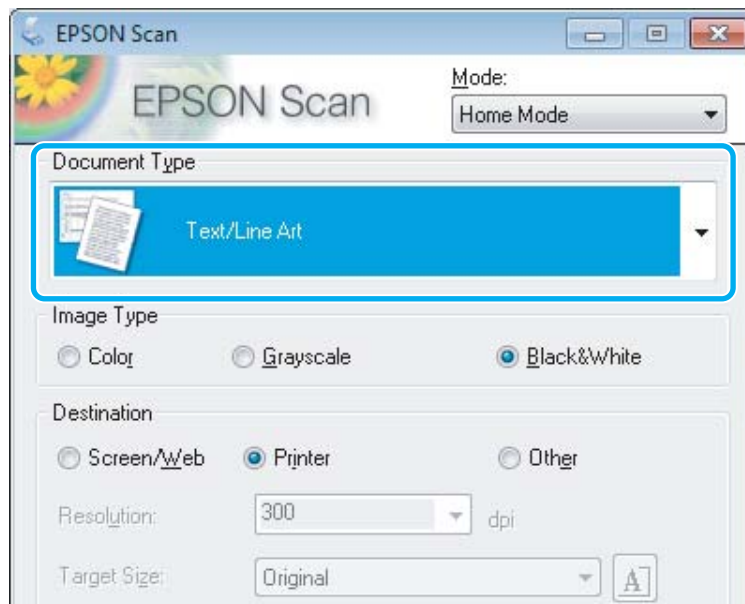 EPSON Scan
EPSON Scan
Mode:
Home Mode
Document Type
Text/Line Art
Image Type
Color Grayscale Black&White
Destination
Screen/Web Printer Other
Resolution: 300 dpi
Target Size: Original A